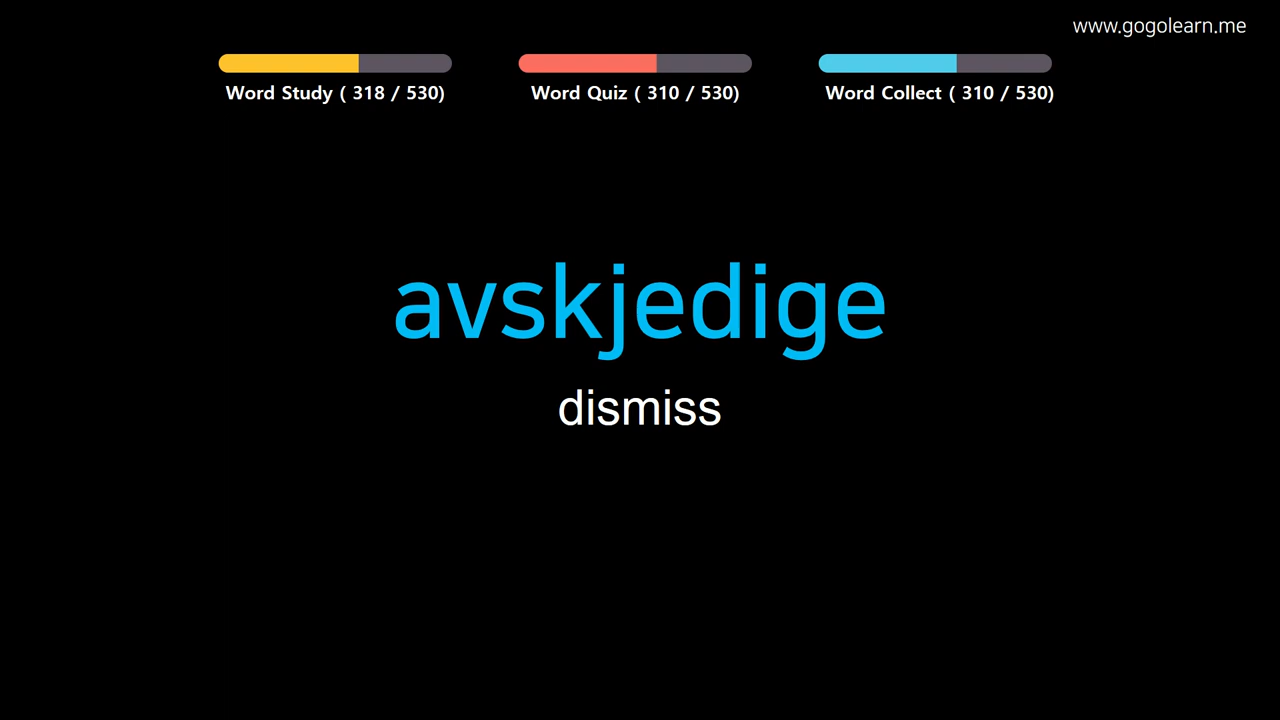 www.gogolearn.me
Word Study ( 318 / 530)
Word Quiz ( 310 / 530)
Word Collect ( 310 / 530)
avskjedige
dismiss